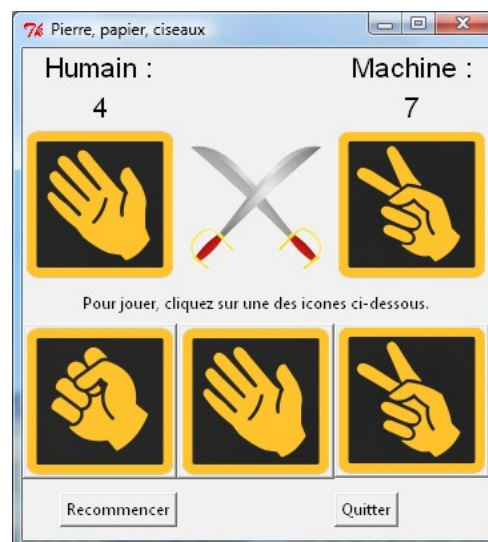 Pierre, papier, ciseaux
Humain : Machine :
4 7
Pour jouer, cliquez sur une des icones ci-dessous.
Recommencer Quitter